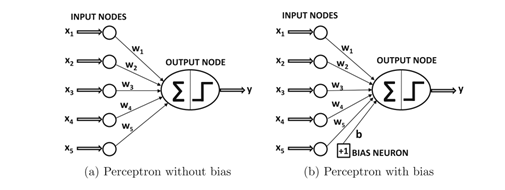 INPUT NODES
x1
w1
x2
w2
OUTPUT NODE
x3
w3
∑
y
x4
w4
x5
w5
(a) Perceptron without bias
INPUT NODES
x1
w1
x2
w2
OUTPUT NODE
x3
w3
∑
y
x4
w4
w5
b
x5
+1 BIAS NEURON
(b) Perceptron with bias